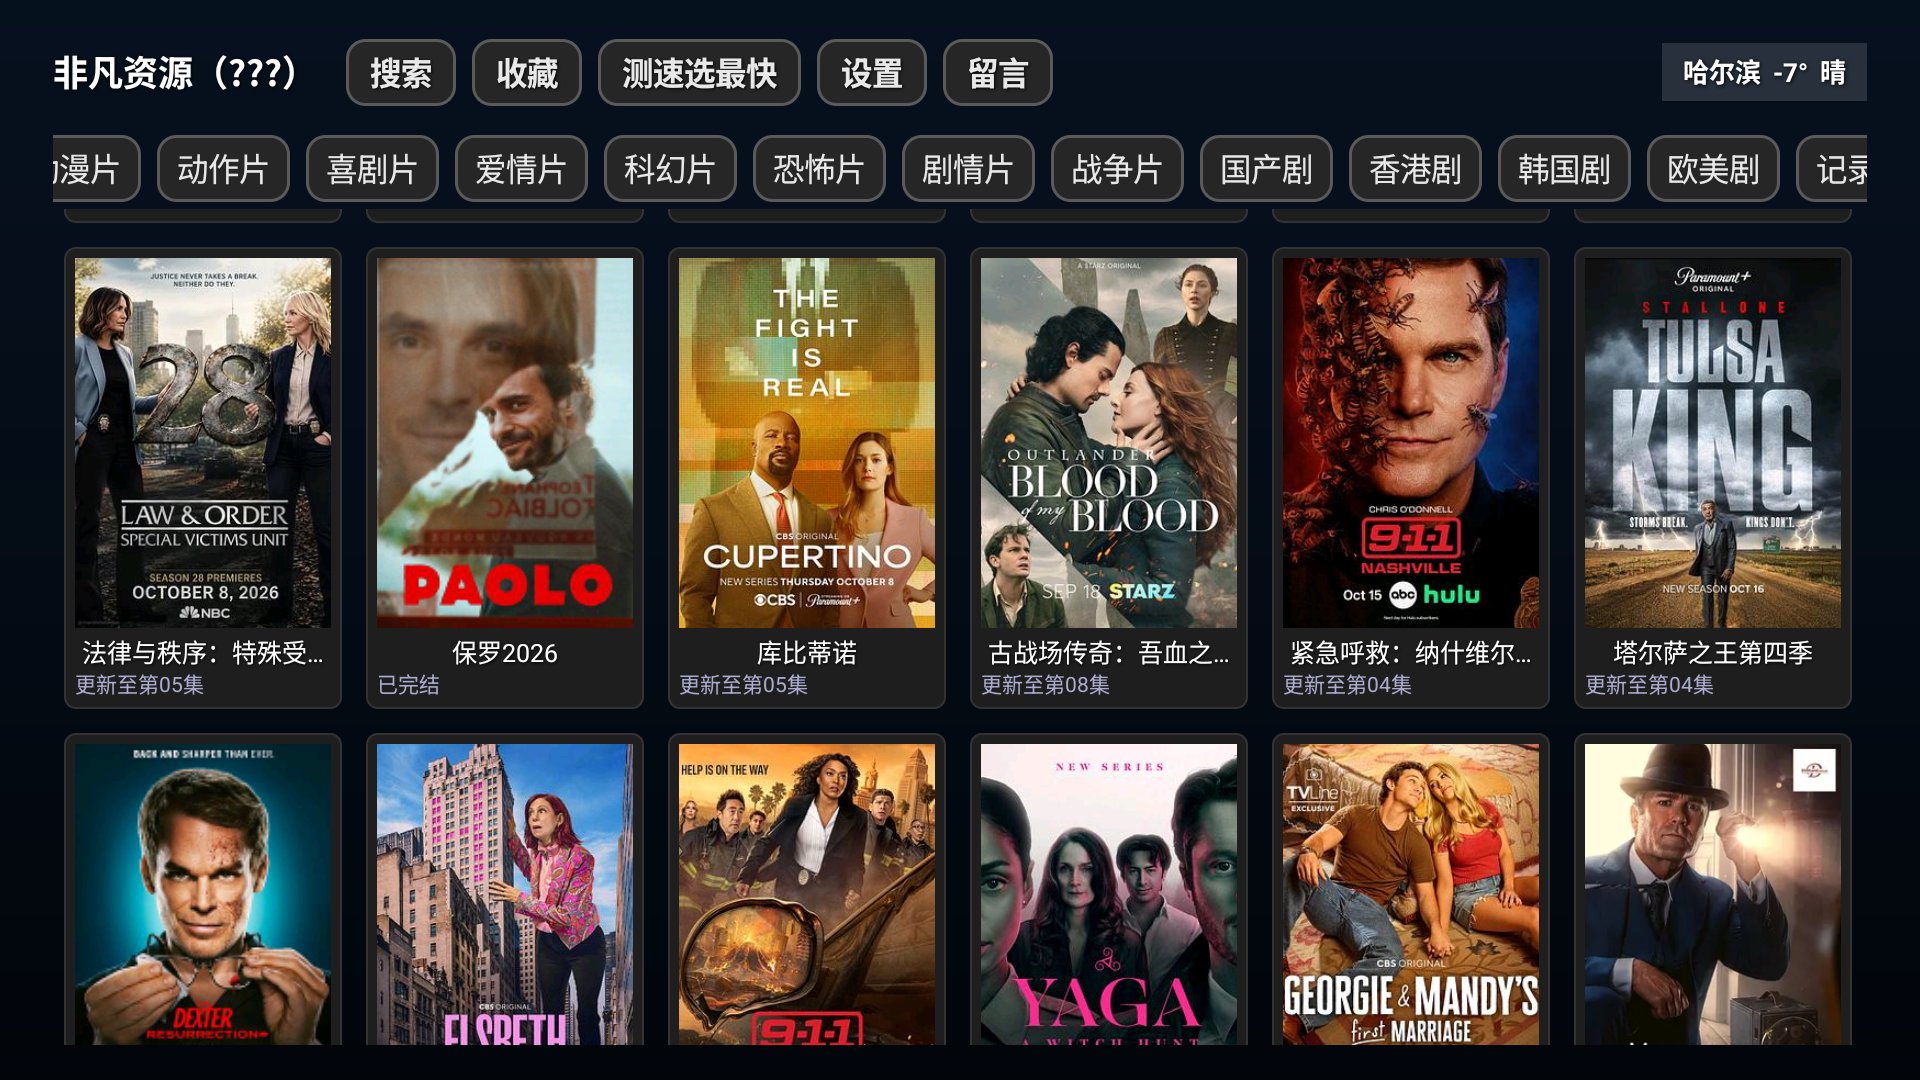 非凡资源（???）
搜索
收藏
测速选最快
设置
留言
哈尔滨 -7° 晴
漫片
动作片
喜剧片
爱情片
科幻片
恐怖片
剧情片
战争片
国产剧
香港剧
韩国剧
欧美剧
记录
JUSTICE NEVER TAKES A BREAK.
NEITHER DO THEY.
28
LAW & ORDER
SPECIAL VICTIMS UNIT
SEASON 28 PREMIERES
OCTOBER 8, 2026
NBC
法律与秩序：特殊受...
更新至第05集
PAOLO
保罗2026
已完结
THE
FIGHT
IS
REAL
CBS ORIGINAL
CUPERTINO
NEW SERIES THURSDAY OCTOBER 8
CBS
Paramount+
库比蒂诺
更新至第05集
A STARZ ORIGINAL
OUTLANDER
BLOOD
of my BLOOD
SEP 18 STARZ
古战场传奇：吾血之...
更新至第08集
CHRIS O'DONNELL
9-1-1
NASHVILLE
Oct 15 abc hulu
Next day for Hulu subscribers.
紧急呼救：纳什维尔...
更新至第04集
Paramount+
ORIGINAL
STALLONE
TULSA
KING
STORMS BREAK. KINGS DON'T.
NEW SEASON OCT 16
塔尔萨之王第四季
更新至第04集
BACK AND SHARPER THAN EVER.
DEXTER
RESURRECTION
CBS ORIGINAL
ELSBETH
HELP IS ON THE WAY
9-1-1
NEW SERIES
YAGA
A WITCH HUNT
TVLine
EXCLUSIVE
CBS ORIGINAL
GEORGIE & MANDY'S
first MARRIAGE